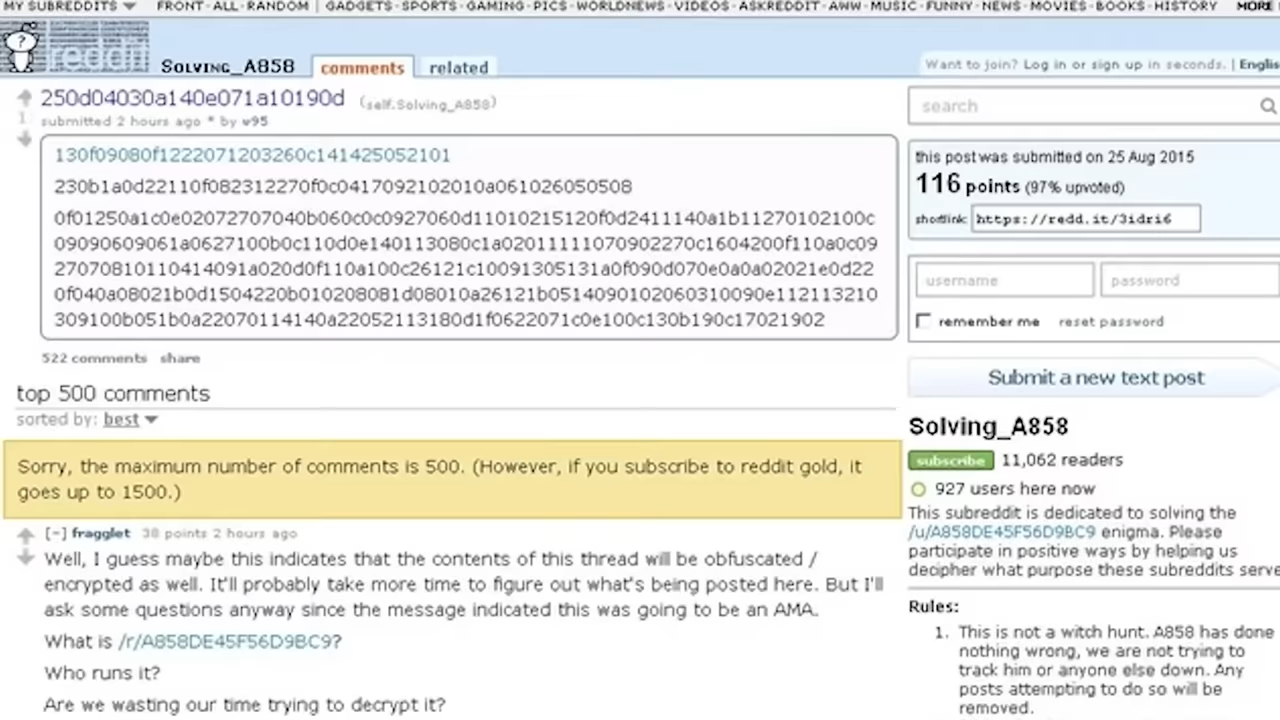 MY SUBREDDITS FRONT - ALL - RANDOM | GADGETS - SPORTS - GAMING - PICS - WORLDNEWS - VIDEOS - ASKREDDIT - AWW - MUSIC - FUNNY - NEWS - MOVIES - BOOKS - HISTORY MORE
reddit SOLVING_A858 comments related
Want to join? Log in or sign up in seconds. | Englis
250d04030a140e071a10190d (self.Solving_A858)
submitted 2 hours ago * by v95
130f09080f1222071203260c141425052101
230b1a0d22110f082312270f0c0417092102010a061026050508
0f01250a1c0e02072707040b060c0c0927060d11010215120f0d2411140a1b11270102100c
09090609061a0627100b0c110d0e140113080c1a020111111070902270c1604200f110a0c09
2707081011041409 1a020d0f110a100c26121c10091305131a0f090d070e0a0a02021e0d22
0f040a08021b0d1504220b010208081d08010a26121b0514090102060310090e112113210
309100b051b0a22070114140a22052113180d1f0622071c0e100c130b190c17021902
522 comments share
top 500 comments
sorted by: best
Sorry, the maximum number of comments is 500. (However, if you subscribe to reddit gold, it
goes up to 1500.)
[-] fragglet 38 points 2 hours ago
Well, I guess maybe this indicates that the contents of this thread will be obfuscated /
encrypted as well. It'll probably take more time to figure out what's being posted here. But I'll
ask some questions anyway since the message indicated this was going to be an AMA.
What is /r/A858DE45F56D9BC9?
Who runs it?
Are we wasting our time trying to decrypt it?
search
this post was submitted on 25 Aug 2015
116 points (97% upvoted)
shortlink: https://redd.it/3idri6
username password
remember me reset password
Submit a new text post
Solving_A858
subscribe 11,062 readers
927 users here now
This subreddit is dedicated to solving the
/u/A858DE45F56D9BC9 enigma. Please
participate in positive ways by helping us
decipher what purpose these subreddits serve
Rules:
1. This is not a witch hunt. A858 has done
nothing wrong, we are not trying to
track him or anyone else down. Any
posts attempting to do so will be
removed.